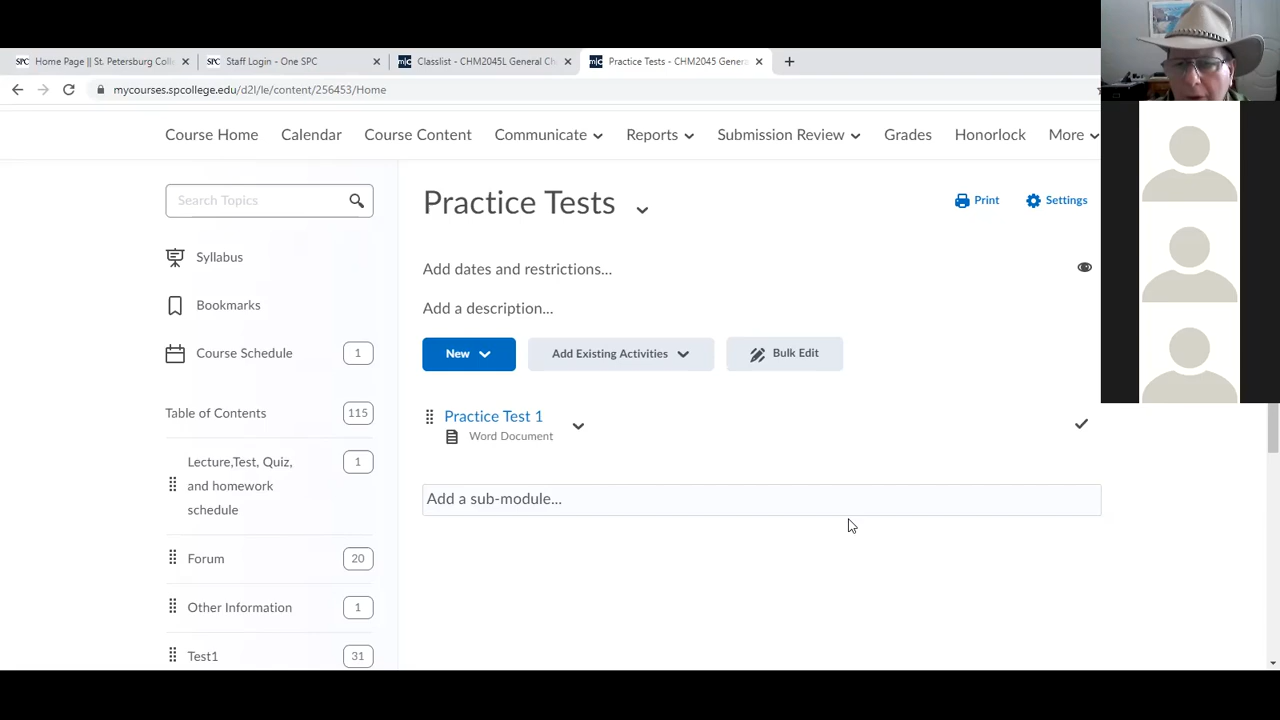 SPC Home Page || St. Petersburg Coll
SPC Staff Login - One SPC
Classlist - CHM2045L General Ch
Practice Tests - CHM2045 Genera
mycourses.spcollege.edu/d2l/le/content/256453/Home
Course Home Calendar Course Content Communicate Reports Submission Review Grades Honorlock More
Search Topics
Syllabus
Bookmarks
Course Schedule 1
Table of Contents 115
Lecture,Test, Quiz,
and homework
schedule
1
Forum 20
Other Information 1
Test1 31
Practice Tests
Print Settings
Add dates and restrictions...
Add a description...
New Add Existing Activities Bulk Edit
Practice Test 1
Word Document
Add a sub-module...